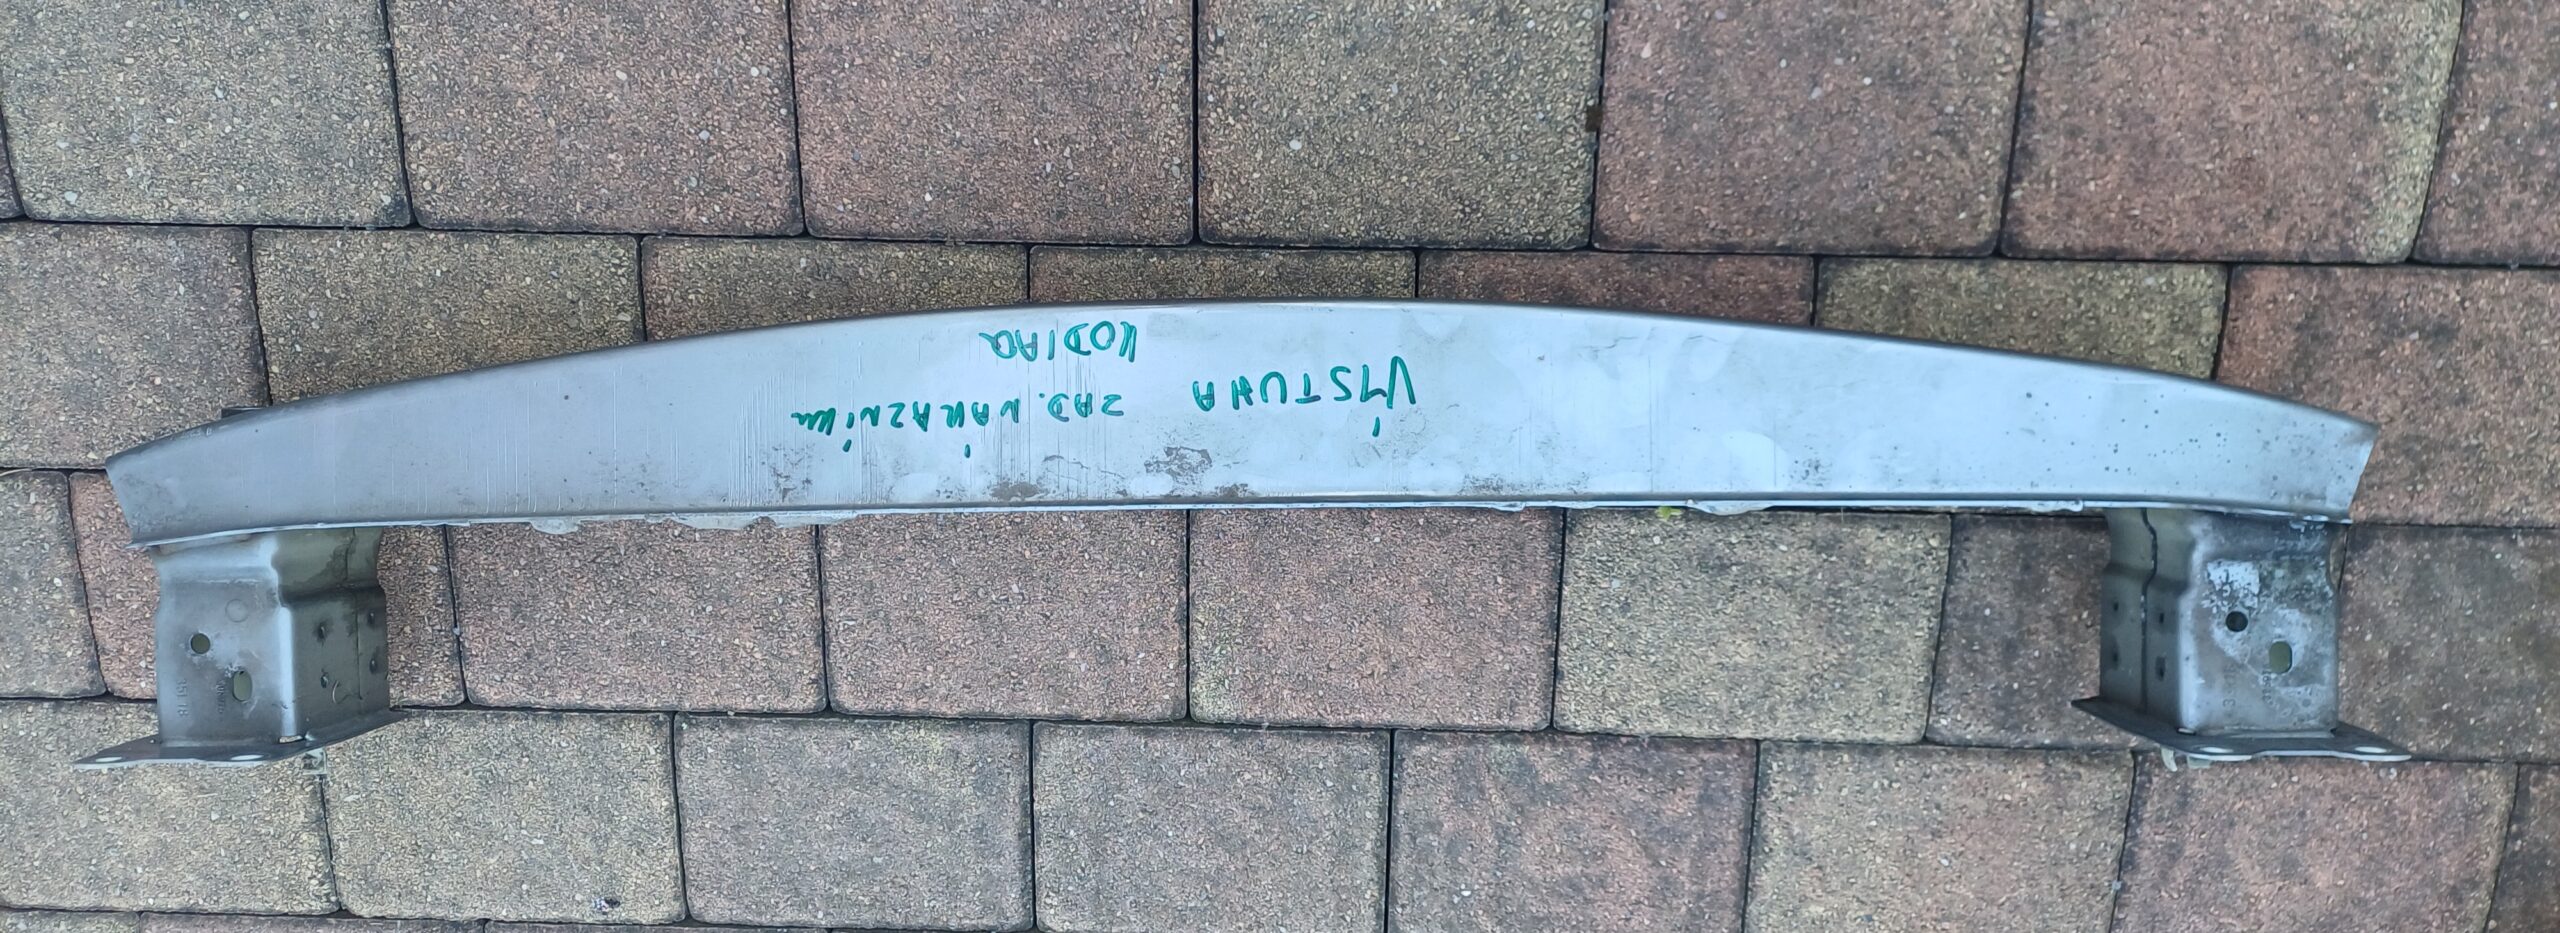 VÝSTUHA ZAD. NÁRAZNÍKU
KODIAQ